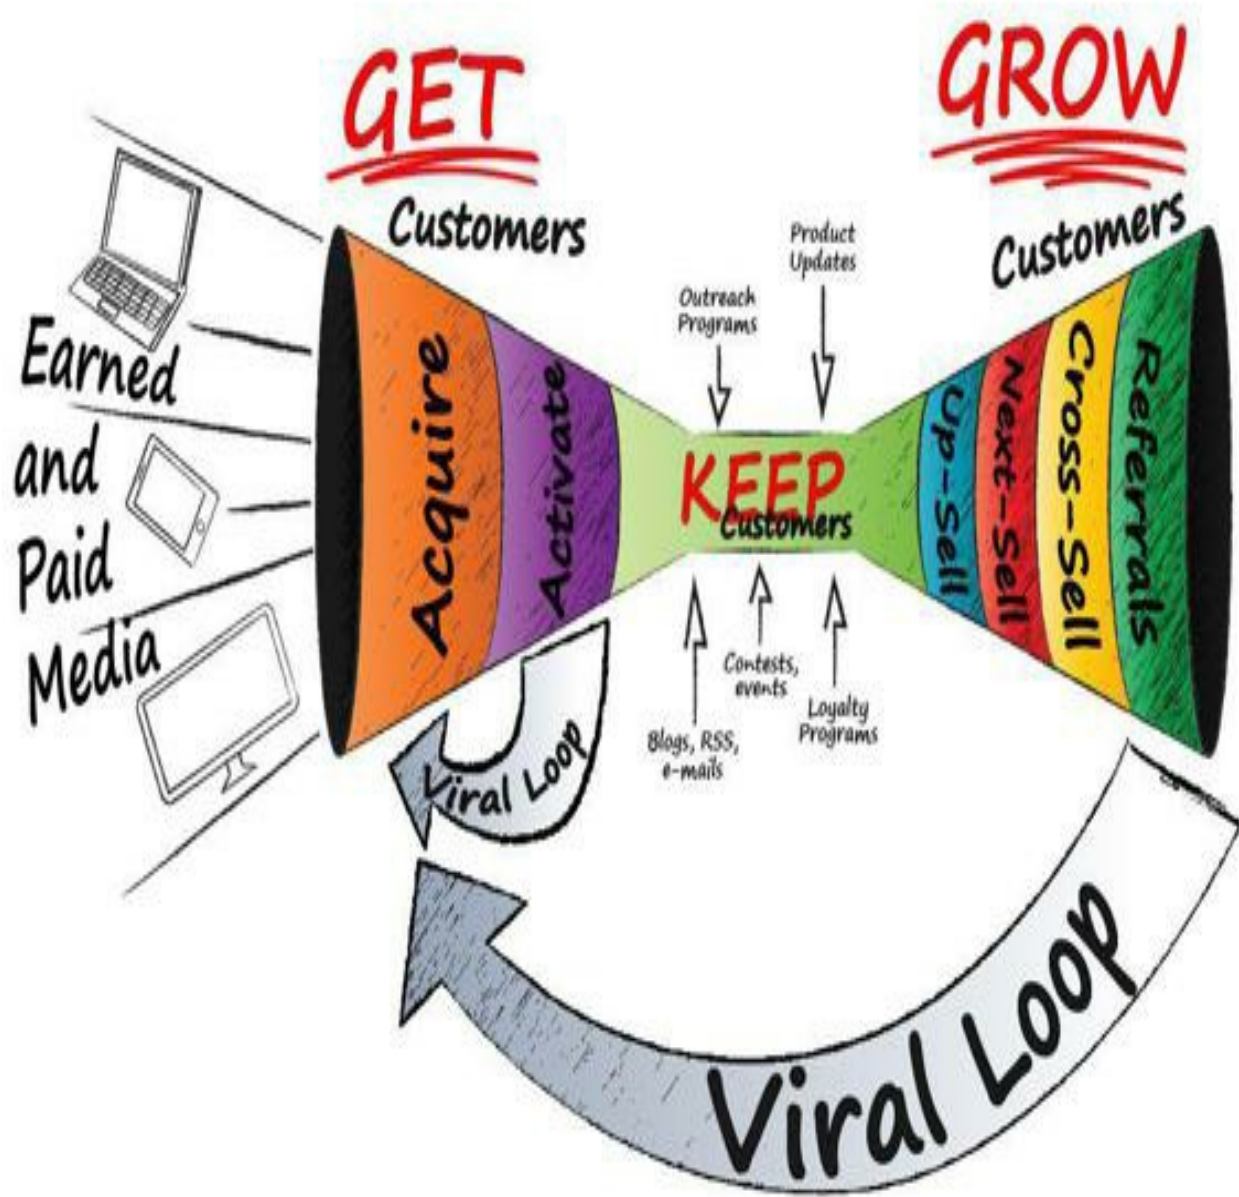 GET
Customers
GROW
Customers
Earned
and
Paid
Media
Acquire
Activate
Outreach
Programs
Product
Updates
KEEP
Customers
Blogs, RSS,
e-mails
Contests,
events
Loyalty
Programs
Up-Sell
Next-Sell
Cross-Sell
Referrals
Viral Loop
Viral Loop